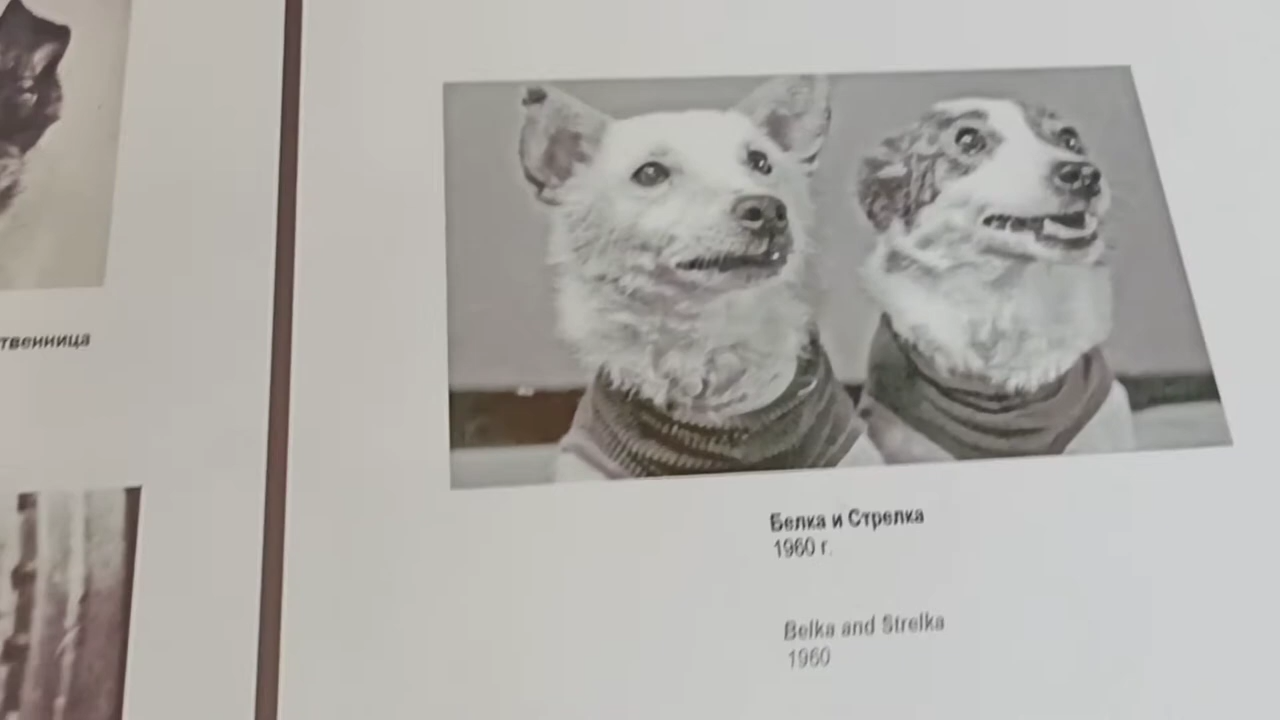 твенница
Белка и Стрелка
1960 г.
Belka and Strelka
1960